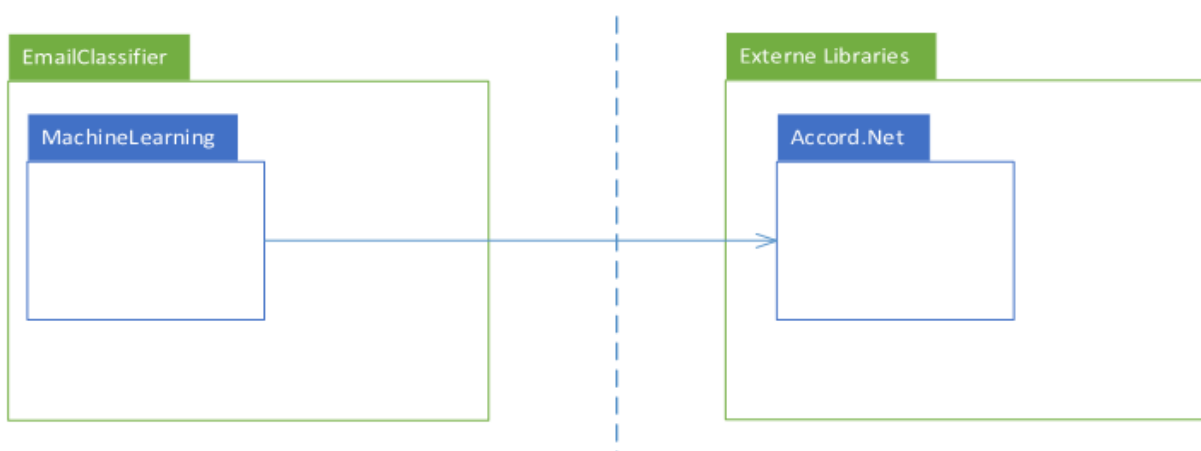 EmailClassifier
Externe Libraries
MachineLearning
Accord.Net